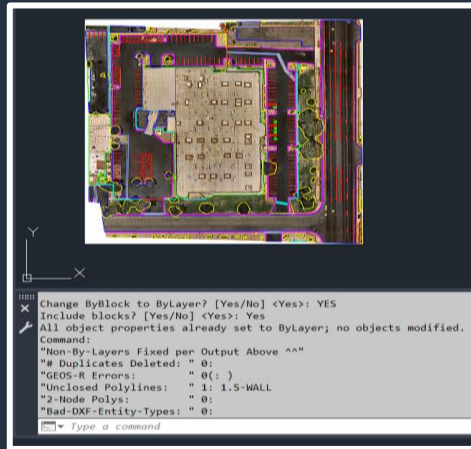 Y
X
Change ByBlock to ByLayer? [Yes/No] <Yes>: YES
Include blocks? [Yes/No] <Yes>: Yes
All object properties already set to ByLayer; no objects modified.
Command:
"Non-By-Layers Fixed per Output Above ^^"
"# Duplicates Deleted: " 0:
"GEOS-R Errors: " 0(: )
"Unclosed Polylines: " 1: 1.S-WALL
"2-Node Polys: " 0:
"Bad-DXF-Entity-Types: " 0:
Type a command